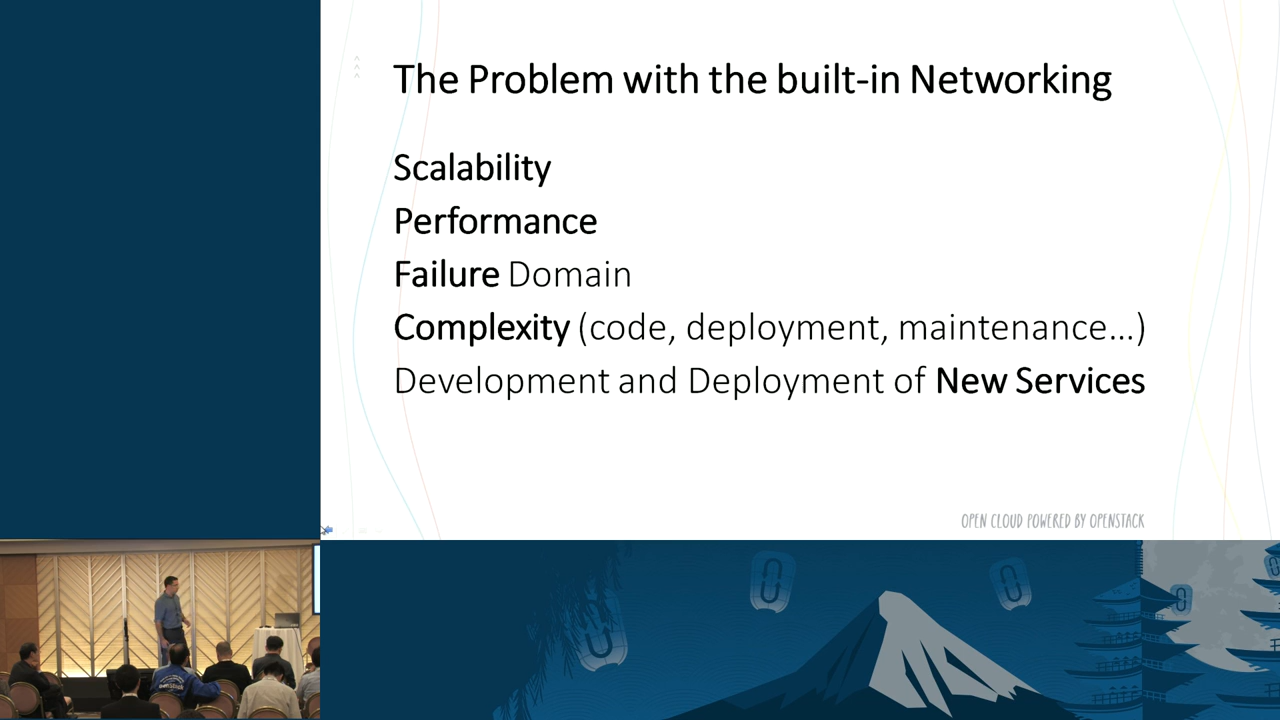 The Problem with the built-in Networking
Scalability
Performance
Failure Domain
Complexity (code, deployment, maintenance...)
Development and Deployment of New Services
OPEN CLOUD POWERED BY OPENSTACK
openstack